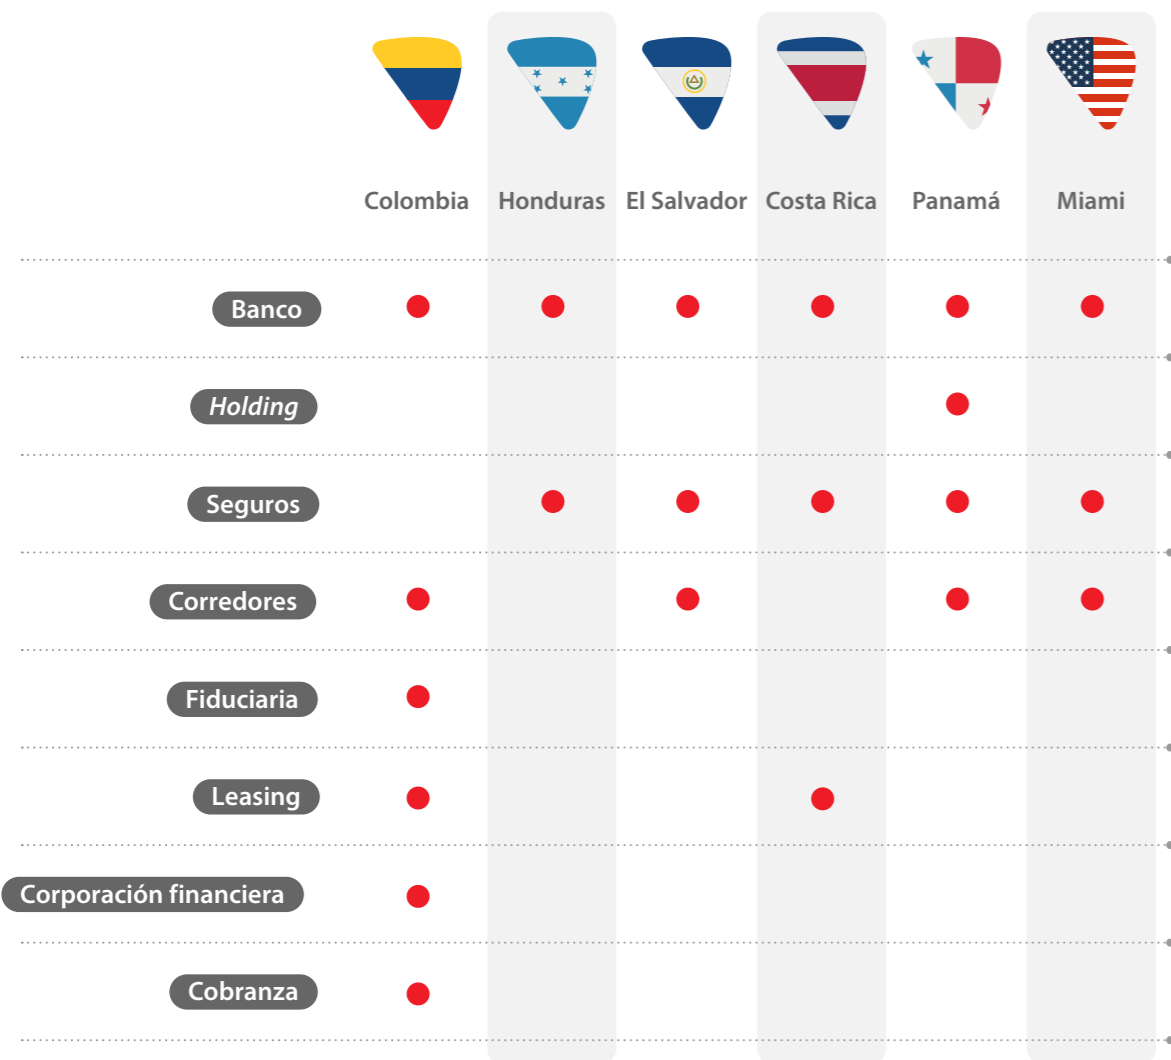 Colombia Honduras El Salvador Costa Rica Panamá Miami
Banco
Holding
Seguros
Corredores
Fiduciaria
Leasing
Corporación financiera
Cobranza